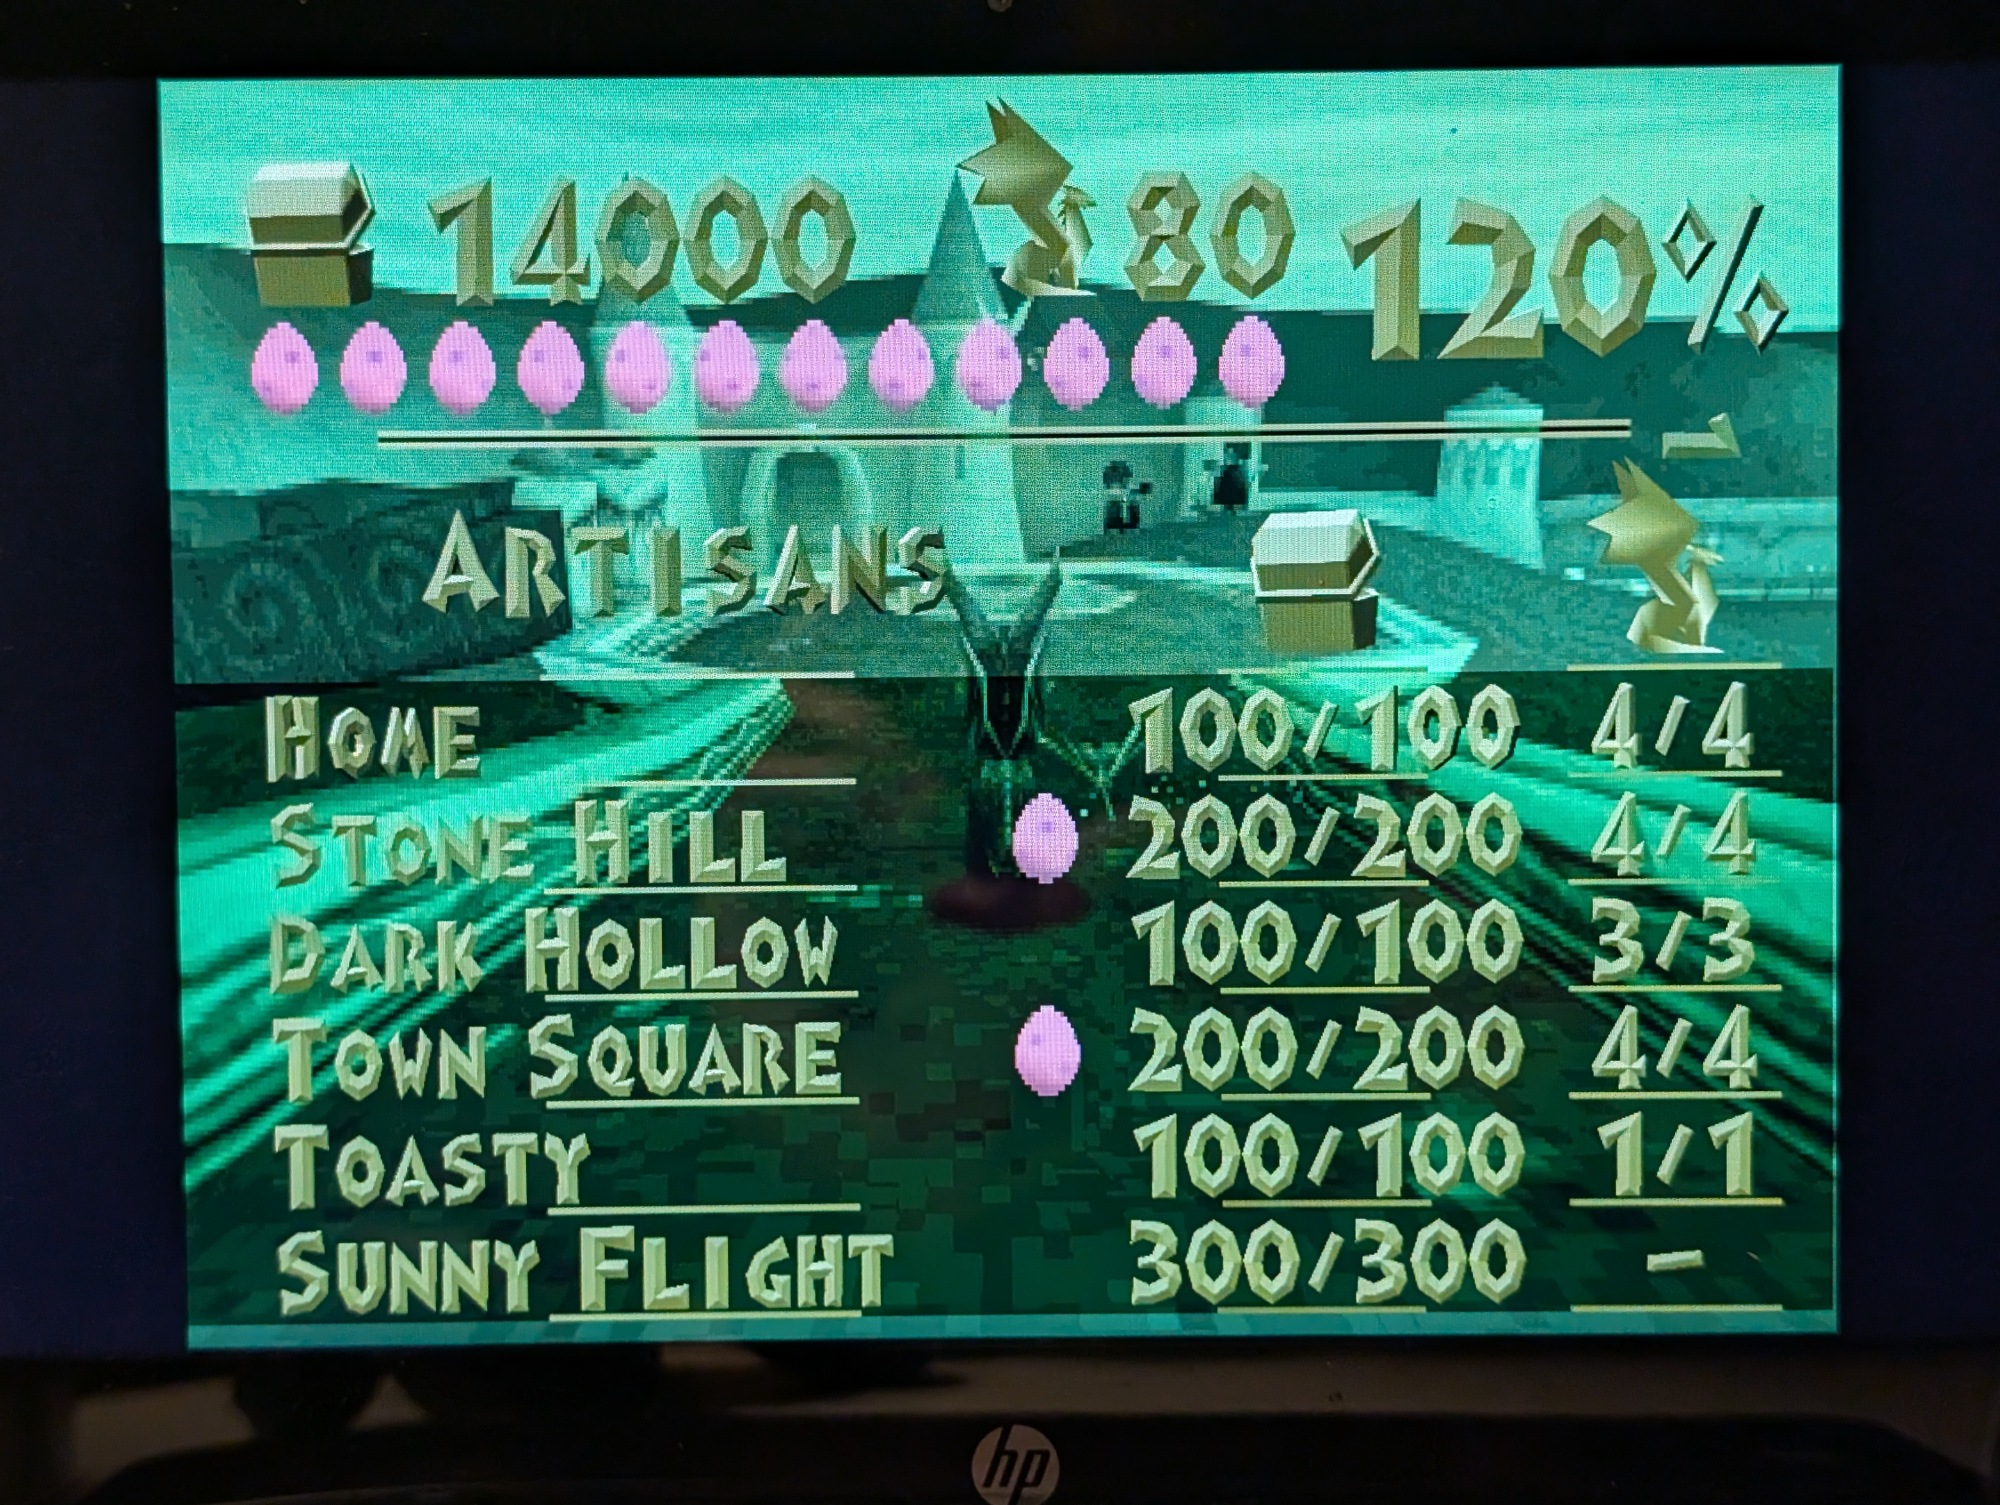 14000 80 120%
ARTISANS
HOME 100/100 4/4
STONE HILL 200/200 4/4
DARK HOLLOW 100/100 3/3
TOWN SQUARE 200/200 4/4
TOASTY 100/100 1/1
SUNNY FLIGHT 300/300 -
hp